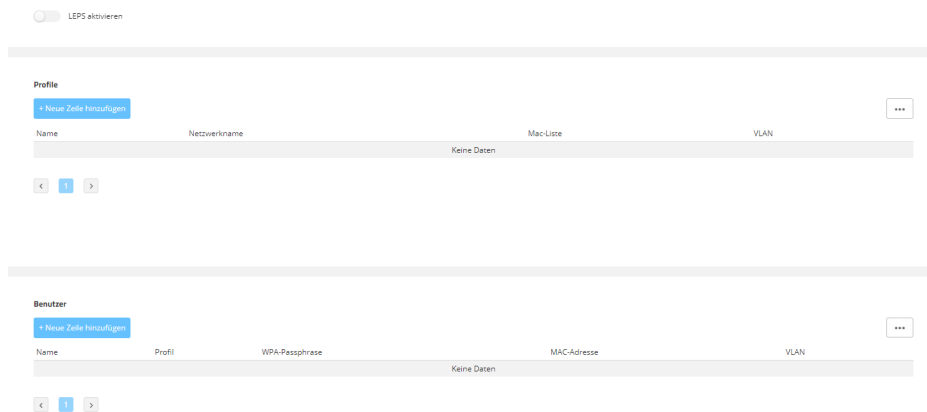 LEPS aktivieren
Profile
+ Neue Zeile hinzufügen
•••
Name Netzwerkname Mac-Liste VLAN
Keine Daten
‹ 1 ›
Benutzer
+ Neue Zeile hinzufügen
•••
Name Profil WPA-Passphrase MAC-Adresse VLAN
Keine Daten
‹ 1 ›